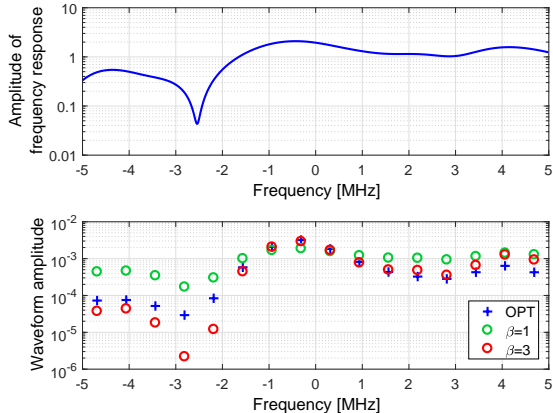 Amplitude of
frequency response
10
1
0.1
0.01
-5 -4 -3 -2 -1 0 1 2 3 4 5
Frequency [MHz]
Waveform amplitude
10^-2
10^-3
10^-4
10^-5
10^-6
OPT
β=1
β=3
-5 -4 -3 -2 -1 0 1 2 3 4 5
Frequency [MHz]